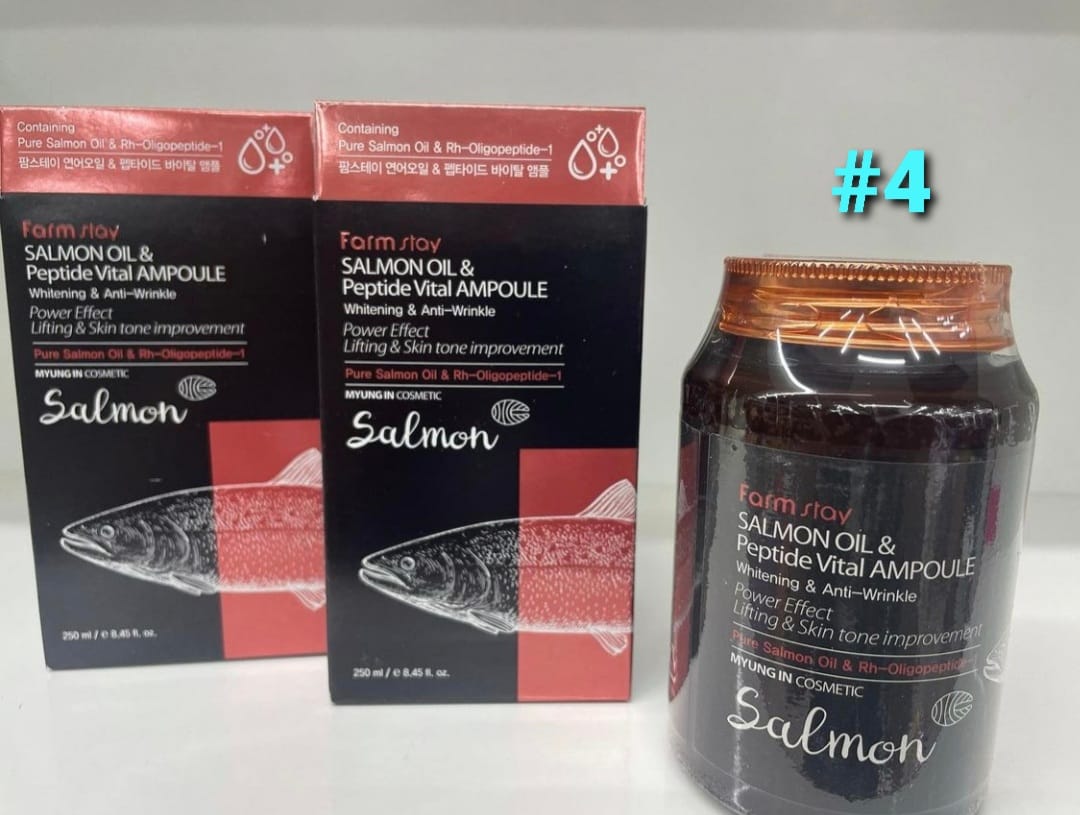 Containing
Pure Salmon Oil & Rh-Oligopeptide-1
팜스테이 연어오일 & 펩타이드 바이탈 앰플
Farm stay
SALMON OIL &
Peptide Vital AMPOULE
Whitening & Anti-Wrinkle
Power Effect
Lifting & Skin tone improvement
Pure Salmon Oil & Rh-Oligopeptide-1
MYUNG IN COSMETIC
Salmon
250 ml / ℮ 8.45 fl. oz.
Containing
Pure Salmon Oil & Rh-Oligopeptide-1
팜스테이 연어오일 & 펩타이드 바이탈 앰플
Farm stay
SALMON OIL &
Peptide Vital AMPOULE
Whitening & Anti-Wrinkle
Power Effect
Lifting & Skin tone improvement
Pure Salmon Oil & Rh-Oligopeptide-1
MYUNG IN COSMETIC
Salmon
250 ml / ℮ 8.45 fl. oz.
#4
Farm stay
SALMON OIL &
Peptide Vital AMPOULE
Whitening & Anti-Wrinkle
Power Effect
Lifting & Skin tone improvement
Pure Salmon Oil & Rh-Oligopeptide-1
MYUNG IN COSMETIC
Salmon